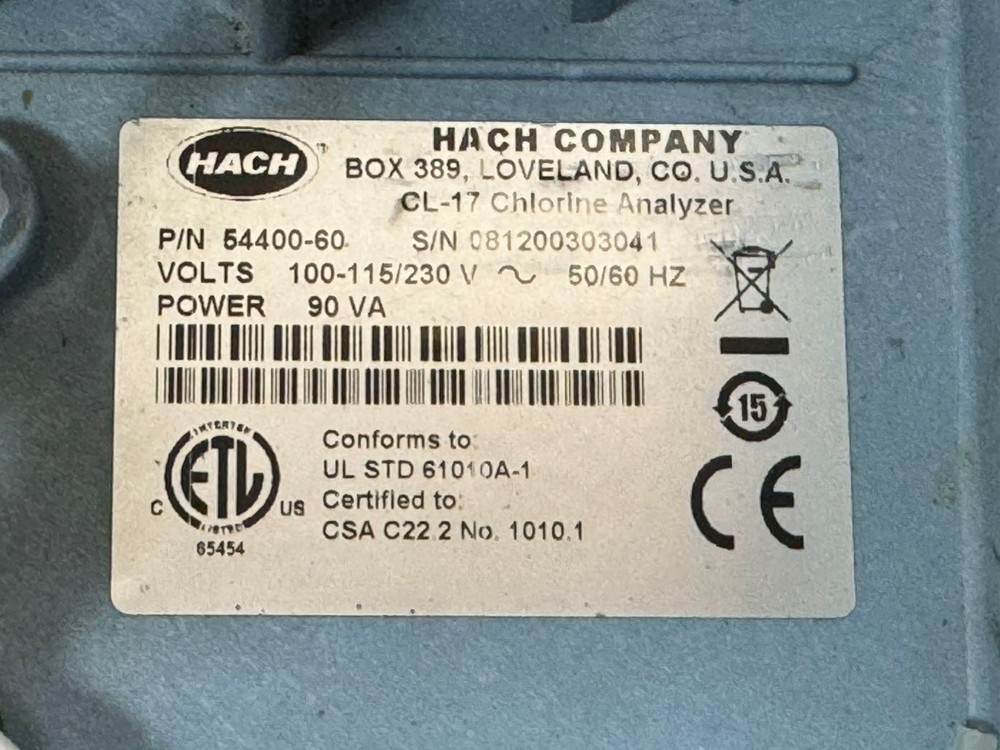 HACH™
HACH COMPANY
BOX 389, LOVELAND, CO. U.S.A.
CL-17 Chlorine Analyzer
P/N 54400-60 S/N 081200303041
VOLTS 100-115/230 V ~ 50/60 HZ
POWER 90 VA
15
INTERTEK
ETL
C US
LISTED
65454
Conforms to:
UL STD 61010A-1
Certified to:
CSA C22.2 No. 1010.1
CE